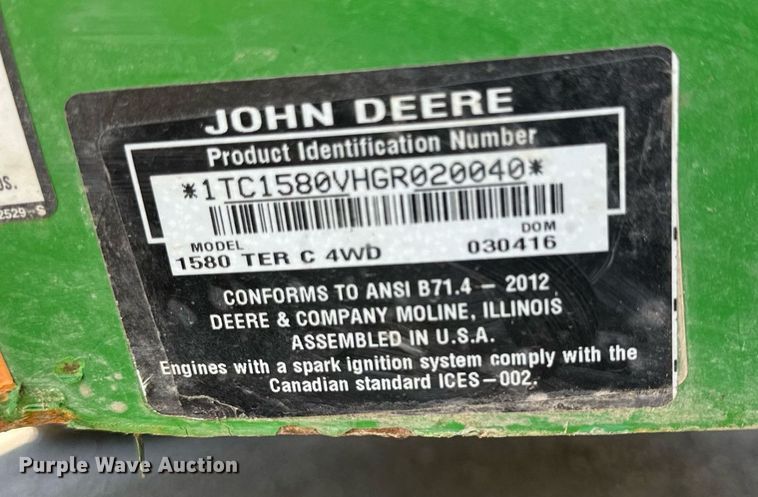 JOHN DEERE
Product Identification Number
*1TC1580VHGR020040*
MODEL DOM
1580 TER C 4WD 030416
CONFORMS TO ANSI B71.4 – 2012
DEERE & COMPANY MOLINE, ILLINOIS
ASSEMBLED IN U.S.A.
Engines with a spark ignition system comply with the
Canadian standard ICES–002.
2529–S
Purple Wave Auction